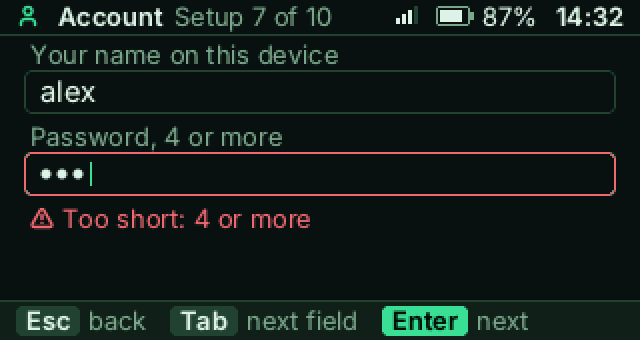 Account Setup 7 of 10 87% 14:32
Your name on this device
alex
Password, 4 or more
•••
Too short: 4 or more
Esc back Tab next field Enter next